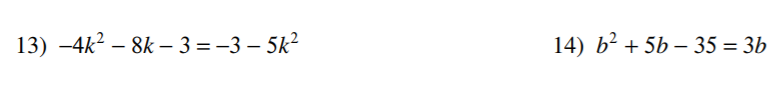 13) –4k² – 8k – 3 = –3 – 5k²
14) b² + 5b – 35 = 3b